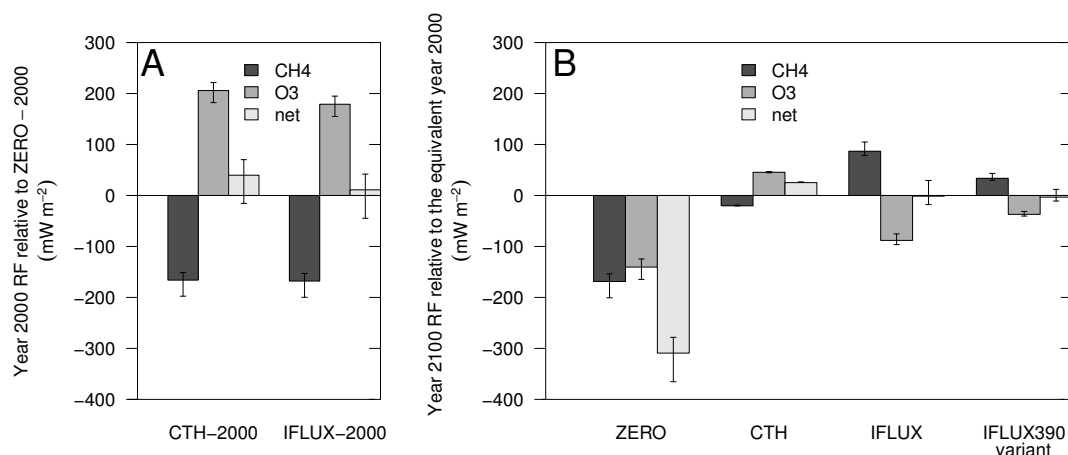 Year 2000 RF relative to ZERO−2000
(mW m−2)
300
200
100
0
−100
−200
−300
−400
A
CH4
O3
net
CTH−2000
IFLUX−2000
Year 2100 RF relative to the equivalent year 2000
(mW m−2)
300
200
100
0
−100
−200
−300
−400
B
CH4
O3
net
ZERO
CTH
IFLUX
IFLUX390
variant